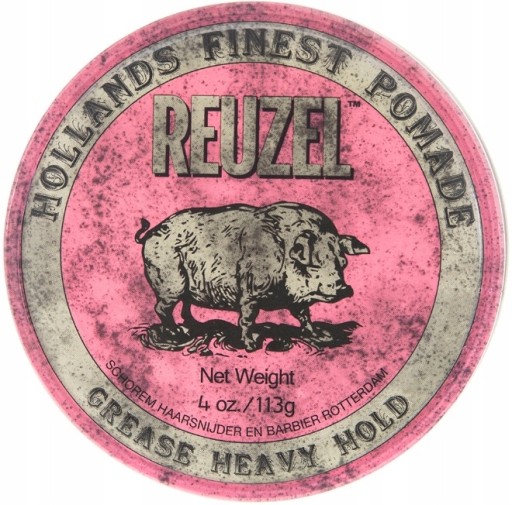 HOLLANDS FINEST POMADE
REUZEL™
Net Weight
4 oz./113g
SCHOREM HAARSNIJDER EN BARBIER ROTTERDAM
GREASE HEAVY HOLD